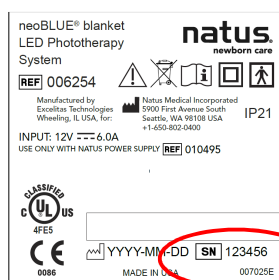 neoBLUE® blanket
LED Phototherapy
System
natus®
newborn care
REF 006254
Manufactured by
Excelitas Technologies
Wheeling, IL USA, for:
Natus Medical Incorporated
5900 First Avenue South
Seattle, WA 98108 USA
+1-650-802-0400
IP21
INPUT: 12V ⎓ 6.0A
USE ONLY WITH NATUS POWER SUPPLY REF 010495
CLASSIFIED
C UL US
4FE5
CE
0086
YYYY-MM-DD SN 123456
MADE IN USA
007025E